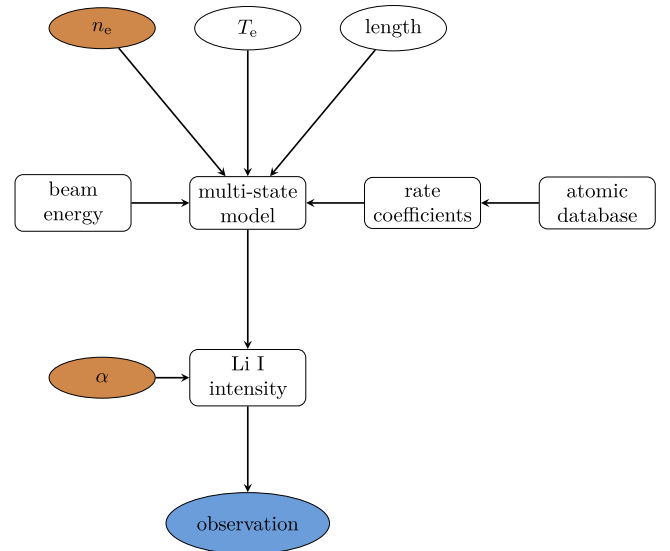 nₑ
Tₑ
length
beam
energy
multi-state
model
rate
coefficients
atomic
database
α
Li I
intensity
observation